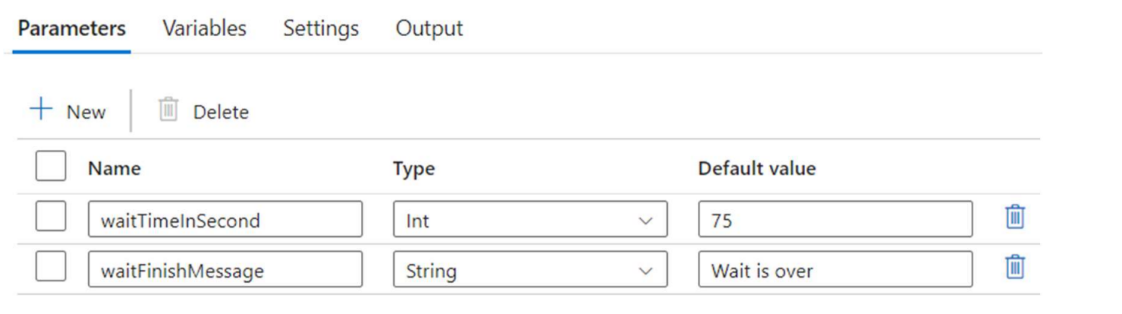 Parameters Variables Settings Output
New Delete
Name Type Default value
waitTimeInSecond Int 75
waitFinishMessage String Wait is over